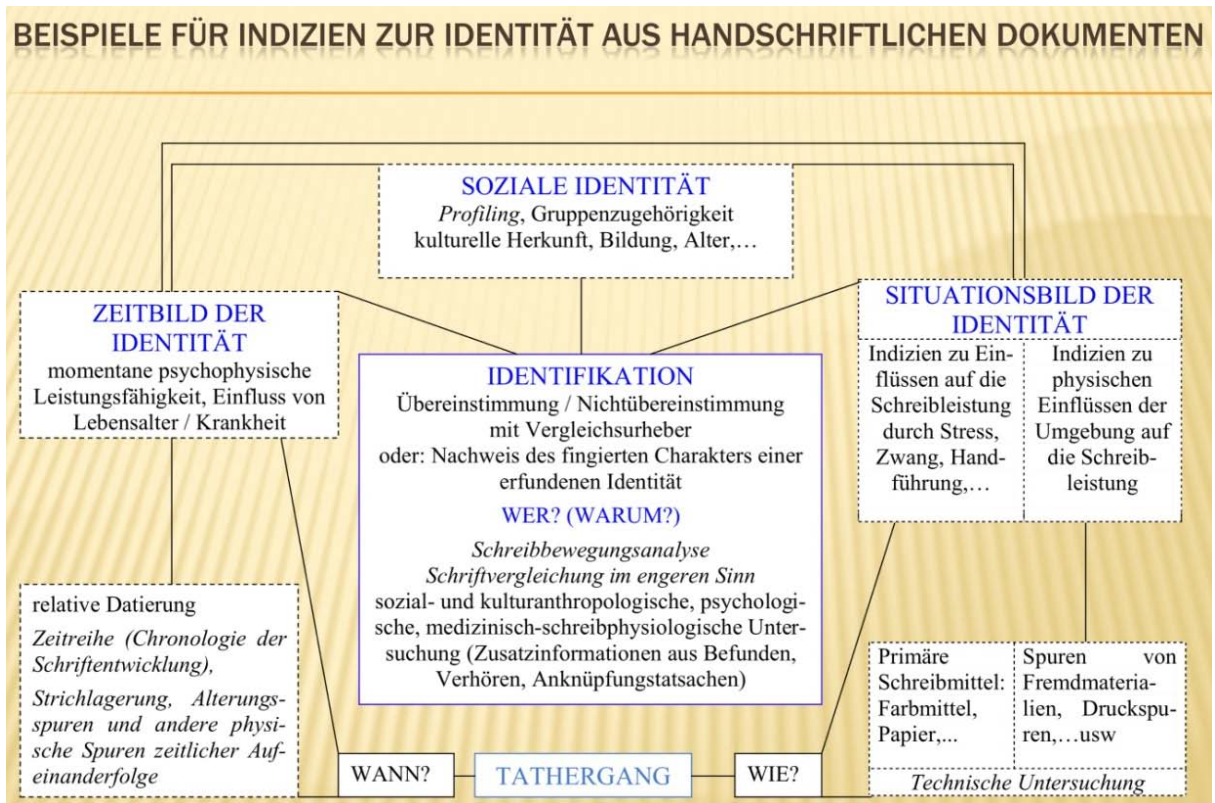 BEISPIELE FÜR INDIZIEN ZUR IDENTITÄT AUS HANDSCHRIFTLICHEN DOKUMENTEN
SOZIALE IDENTITÄT
Profiling, Gruppenzugehörigkeit
kulturelle Herkunft, Bildung, Alter,…
ZEITBILD DER
IDENTITÄT
momentane psychophysische
Leistungsfähigkeit, Einfluss von
Lebensalter / Krankheit
IDENTIFIKATION
Übereinstimmung / Nichtübereinstimmung
mit Vergleichsurheber
oder: Nachweis des fingierten Charakters einer
erfundenen Identität
WER? (WARUM?)
Schreibbewegungsanalyse
Schriftvergleichung im engeren Sinn
sozial- und kulturanthropologische, psychologi-
sche, medizinisch-schreibphysiologische Unter-
suchung (Zusatzinformationen aus Befunden,
Verhören, Anknüpfungstatsachen)
SITUATIONSBILD DER
IDENTITÄT
Indizien zu Ein-
flüssen auf die
Schreibleistung
durch Stress,
Zwang, Hand-
führung,…
Indizien zu
physischen
Einflüssen der
Umgebung auf
die Schreib-
leistung
relative Datierung
Zeitreihe (Chronologie der
Schriftentwicklung),
Strichlagerung, Alterungs-
spuren und andere physi-
sche Spuren zeitlicher Auf-
einanderfolge
WANN?
TATHERGANG
WIE?
Primäre
Schreibmittel:
Farbmittel,
Papier,...
Spuren von
Fremdmateria-
lien, Druckspu-
ren,…usw
Technische Untersuchung